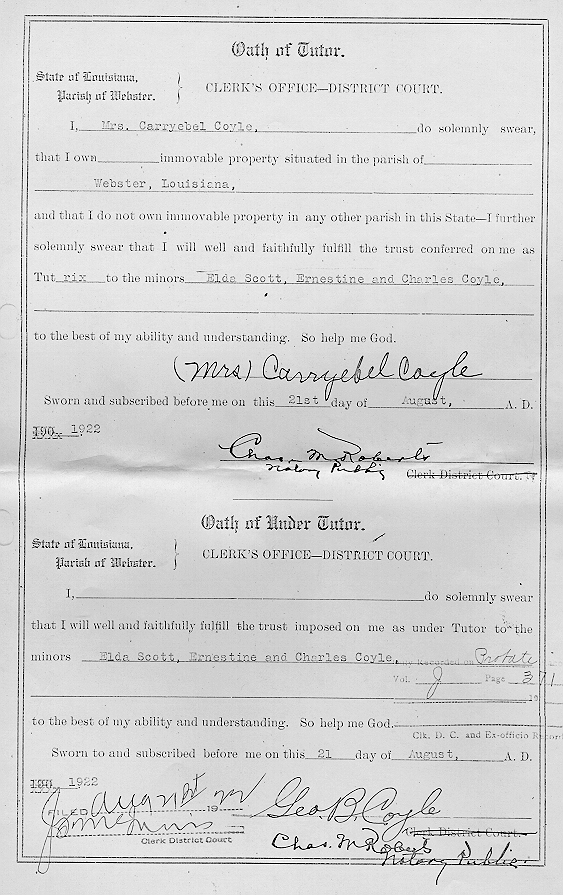 Oath of Tutor.
State of Louisiana,
Parish of Webster.
CLERK'S OFFICE—DISTRICT COURT.
I, Mrs. Carryebel Coyle, do solemnly swear,
that I own immovable property situated in the parish of
Webster, Louisiana,
and that I do not own immovable property in any other parish in this State—I further
solemnly swear that I will well and faithfully fulfill the trust conferred on me as
Tut rix to the minors Elda Scott, Ernestine and Charles Coyle,
to the best of my ability and understanding. So help me God.
(Mrs) Carryebel Coyle
Sworn and subscribed before me on this 21st day of August, A. D.
190 1922
Chas. M Roberts
Notary Public
Clerk District Court.
Oath of Under Tutor.
State of Louisiana,
Parish of Webster.
CLERK'S OFFICE—DISTRICT COURT.
I, do solemnly swear
that I will well and faithfully fulfill the trust imposed on me as under Tutor to the
minors Elda Scott, Ernestine and Charles Coyle,
Recorded on Probate
Vol. J Page 371
19
to the best of my ability and understanding. So help me God.
Clk. D. C. and Ex-officio Recor
Sworn to and subscribed before me on this 21 day of August, A. D.
190 1922
FILED August 21st 19 22
Clerk District Court
Geo. B. Coyle
Clerk District Court.
Chas. M Roberts
Notary Public